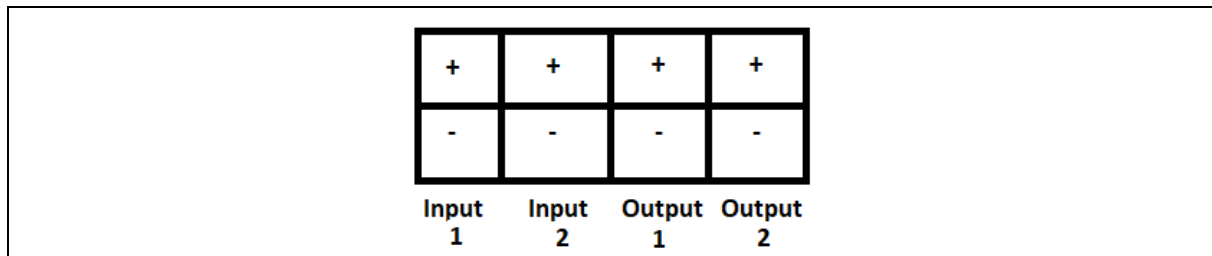 + + + +
- - - -
Input Input Output Output
1 2 1 2